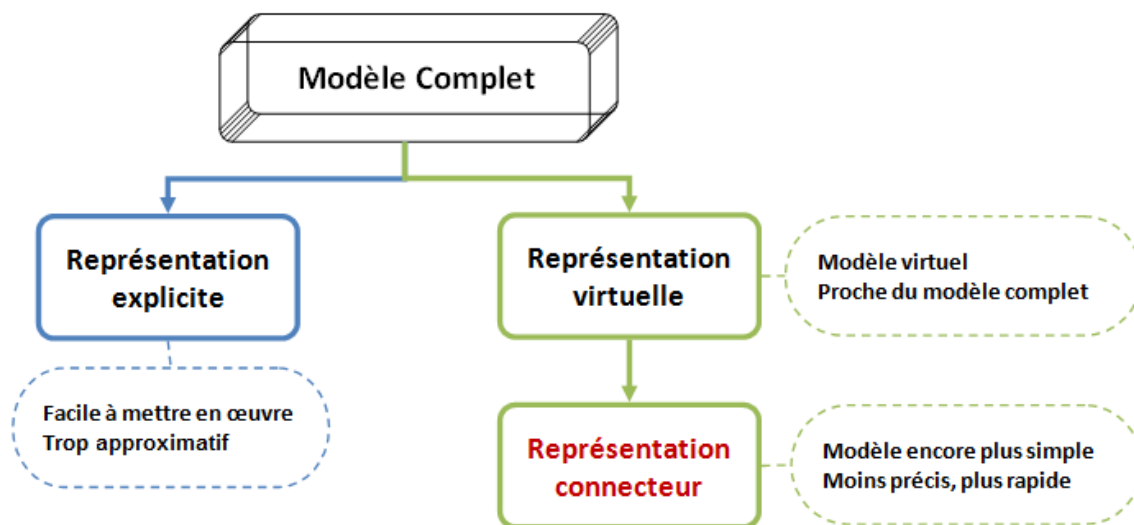 Modèle Complet
Représentation
explicite
Facile à mettre en œuvre
Trop approximatif
Représentation
virtuelle
Modèle virtuel
Proche du modèle complet
Représentation
connecteur
Modèle encore plus simple
Moins précis, plus rapide